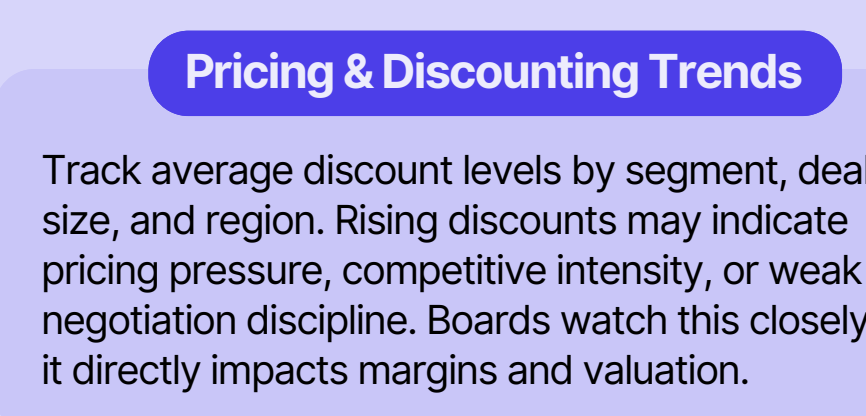 Pricing & Discounting Trends
Track average discount levels by segment, deal
size, and region. Rising discounts may indicate
pricing pressure, competitive intensity, or weak
negotiation discipline. Boards watch this closely
it directly impacts margins and valuation.